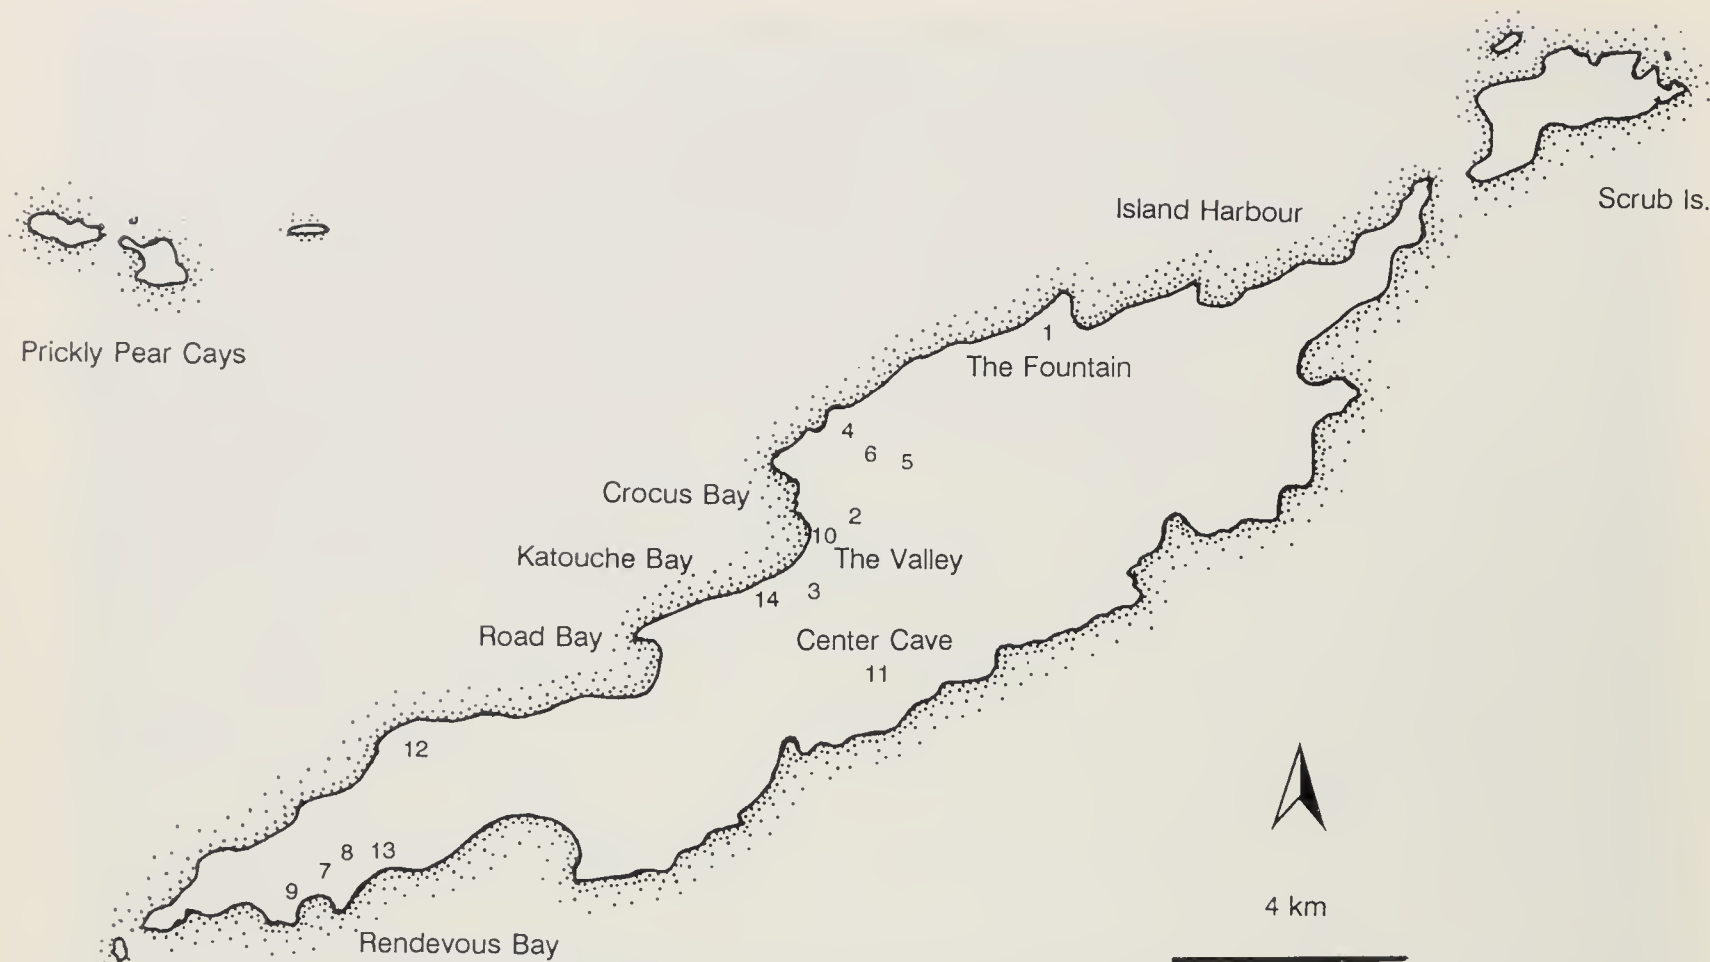 Island Harbour
Scrub Is.
1
Prickly Pear Cays
The Fountain
4
6
5
Crocus Bay
2
10
Katouche Bay
The Valley
14
3
Road Bay
Center Cave
11
12
8
13
7
9
4 km
Rendevous Bay